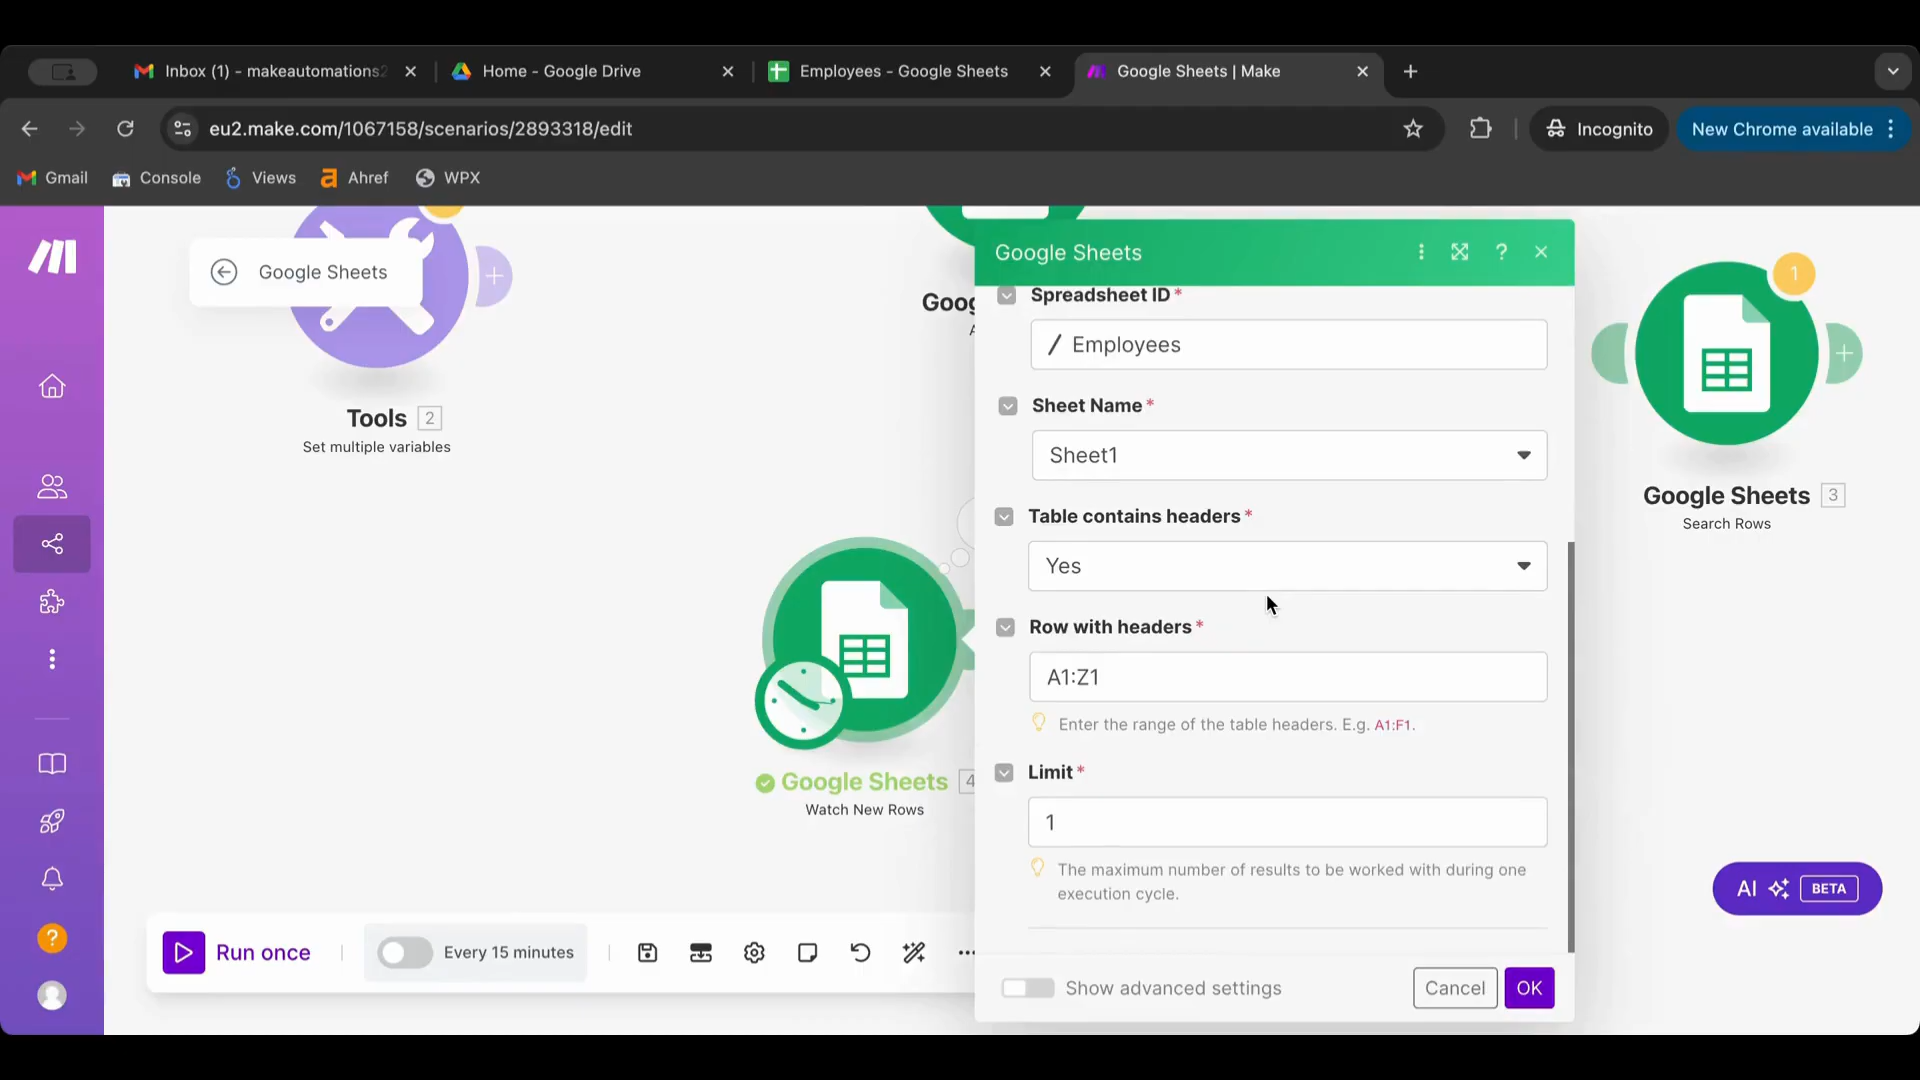 Inbox (1) - makeautomations2
Home - Google Drive
Employees - Google Sheets
Google Sheets | Make
eu2.make.com/1067158/scenarios/2893318/edit
Incognito
New Chrome available
Gmail
Console
Views
Ahref
WPX
Google Sheets
Tools 2
Set multiple variables
Google Sheets
Spreadsheet ID *
/ Employees
Sheet Name *
Sheet1
Table contains headers *
Yes
Row with headers *
A1:Z1
Enter the range of the table headers. E.g. A1:F1.
Limit *
1
The maximum number of results to be worked with during one
execution cycle.
Show advanced settings
Cancel
OK
Goog
Google Sheets 4
Watch New Rows
1
Google Sheets 3
Search Rows
AI BETA
Run once
Every 15 minutes
?